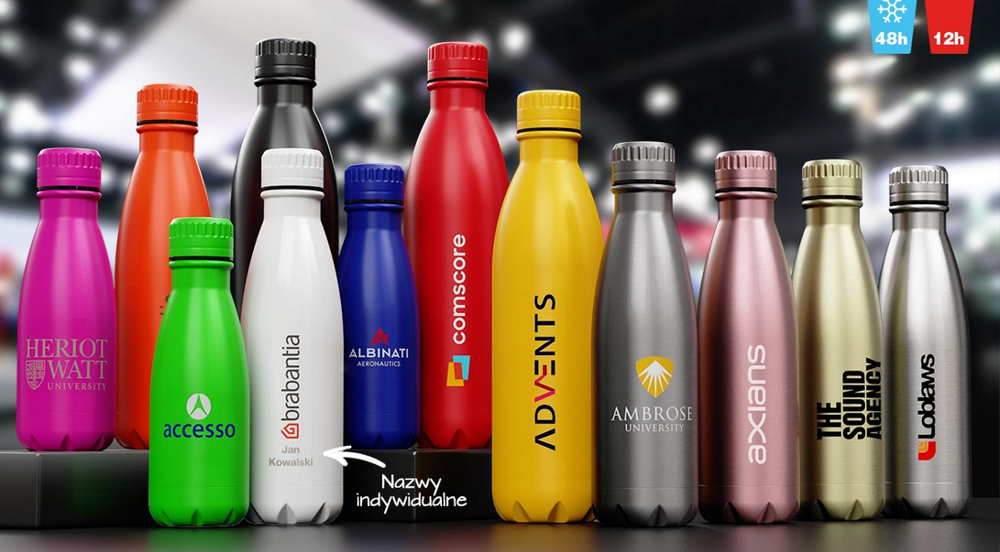 48h
12h
comscore
ADVENTS
HERIOT
WATT
UNIVERSITY
accesso
brabantia
Jan
Kowalski
ALBINATI
AERONAUTICS
AMBROSE
UNIVERSITY
axians
THE
SOUND
AGENCY
Loblaws
Nazwy
indywidualne